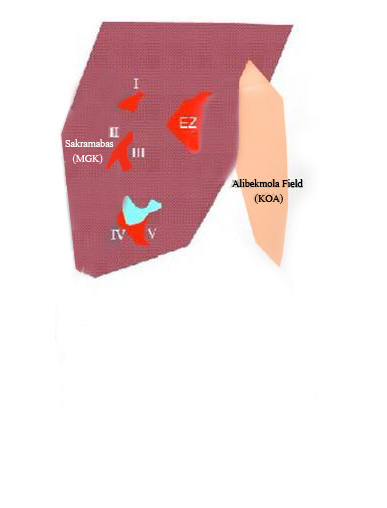 I
EZ
II
Sakramabas
III
(MGK)
Alibekmola Field
(KOA)
IV
V